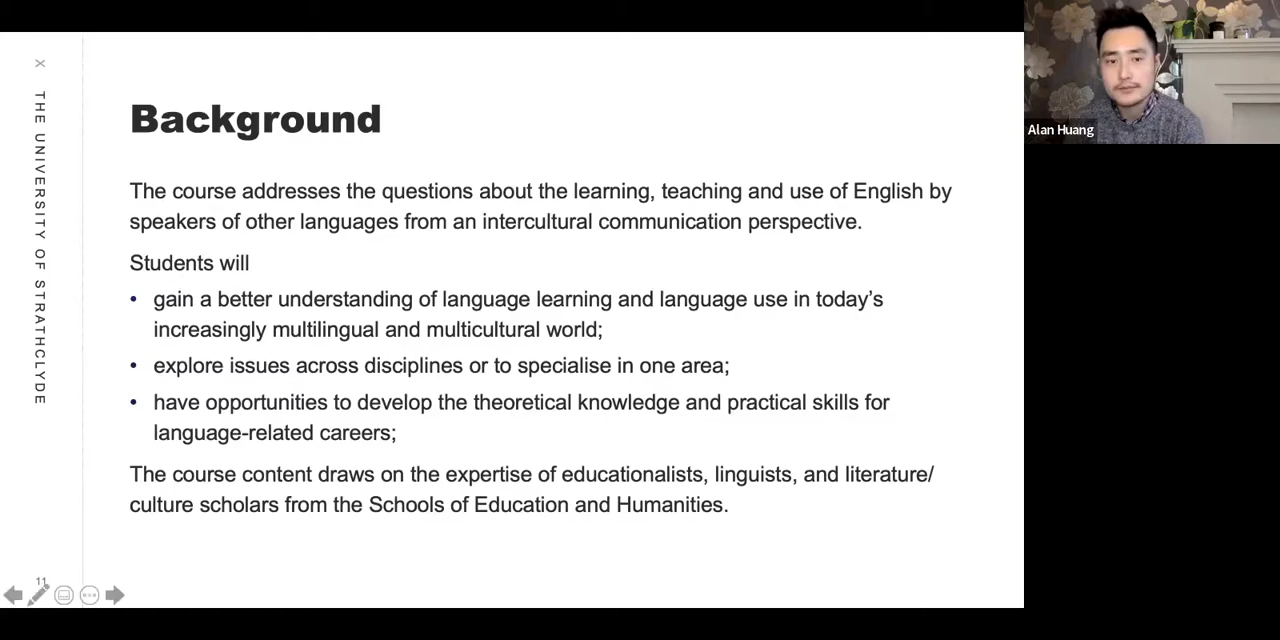 X THE UNIVERSITY OF STRATHCLYDE
Background
The course addresses the questions about the learning, teaching and use of English by
speakers of other languages from an intercultural communication perspective.
Students will
• gain a better understanding of language learning and language use in today’s
increasingly multilingual and multicultural world;
• explore issues across disciplines or to specialise in one area;
• have opportunities to develop the theoretical knowledge and practical skills for
language-related careers;
The course content draws on the expertise of educationalists, linguists, and literature/
culture scholars from the Schools of Education and Humanities.
11
Alan Huang